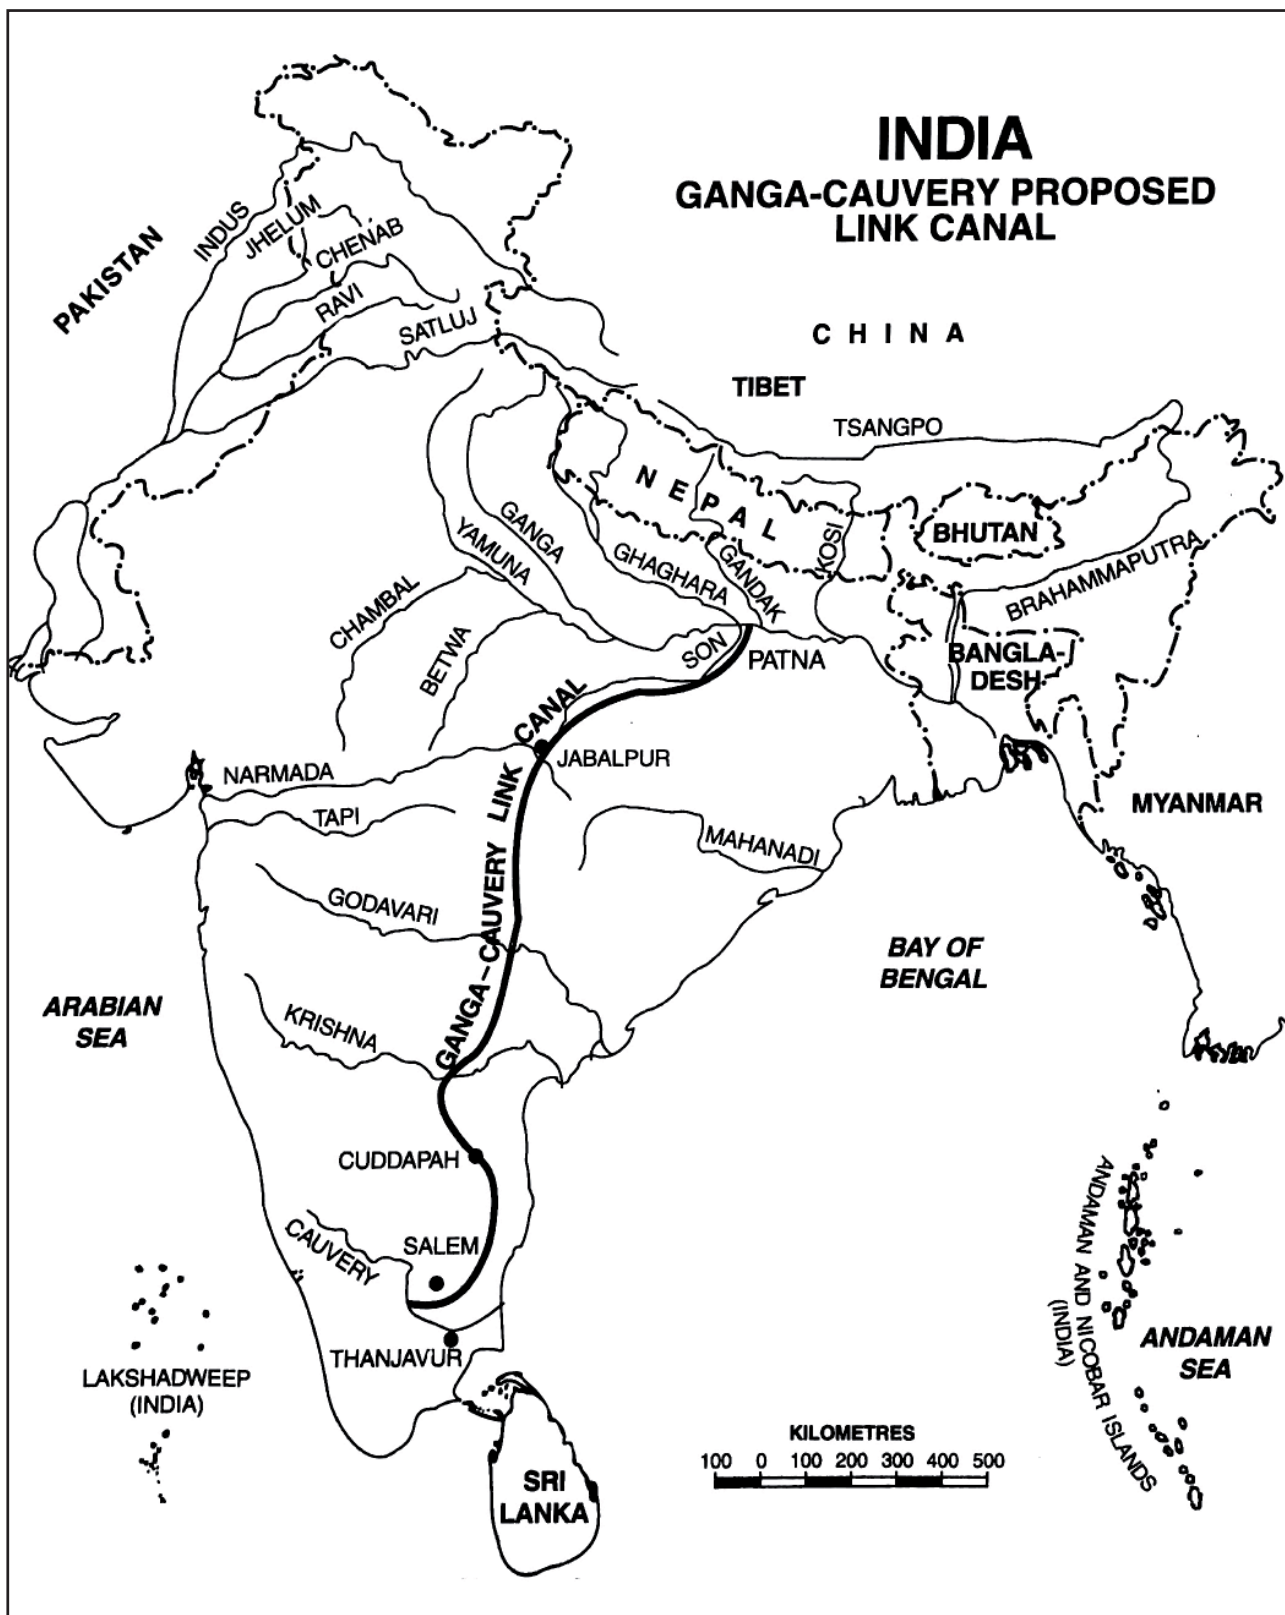 INDIA
GANGA-CAUVERY PROPOSED
LINK CANAL
PAKISTAN
INDUS
JHELUM
CHENAB
RAVI
SATLUJ
CHINA
TIBET
TSANGPO
NEPAL
BHUTAN
BRAHAMMAPUTRA
GANGA
YAMUNA
GHAGHARA
GANDAK
KOSI
CHAMBAL
BETWA
SON
PATNA
BANGLA-
DESH
GANGA-CAUVERY LINK CANAL
JABALPUR
NARMADA
TAPI
MAHANADI
MYANMAR
GODAVARI
BAY OF
BENGAL
ARABIAN
SEA
KRISHNA
CUDDAPAH
CAUVERY
SALEM
THANJAVUR
LAKSHADWEEP
(INDIA)
ANDAMAN AND NICOBAR ISLANDS
(INDIA)
ANDAMAN
SEA
SRI
LANKA
KILOMETRES
100 0 100 200 300 400 500